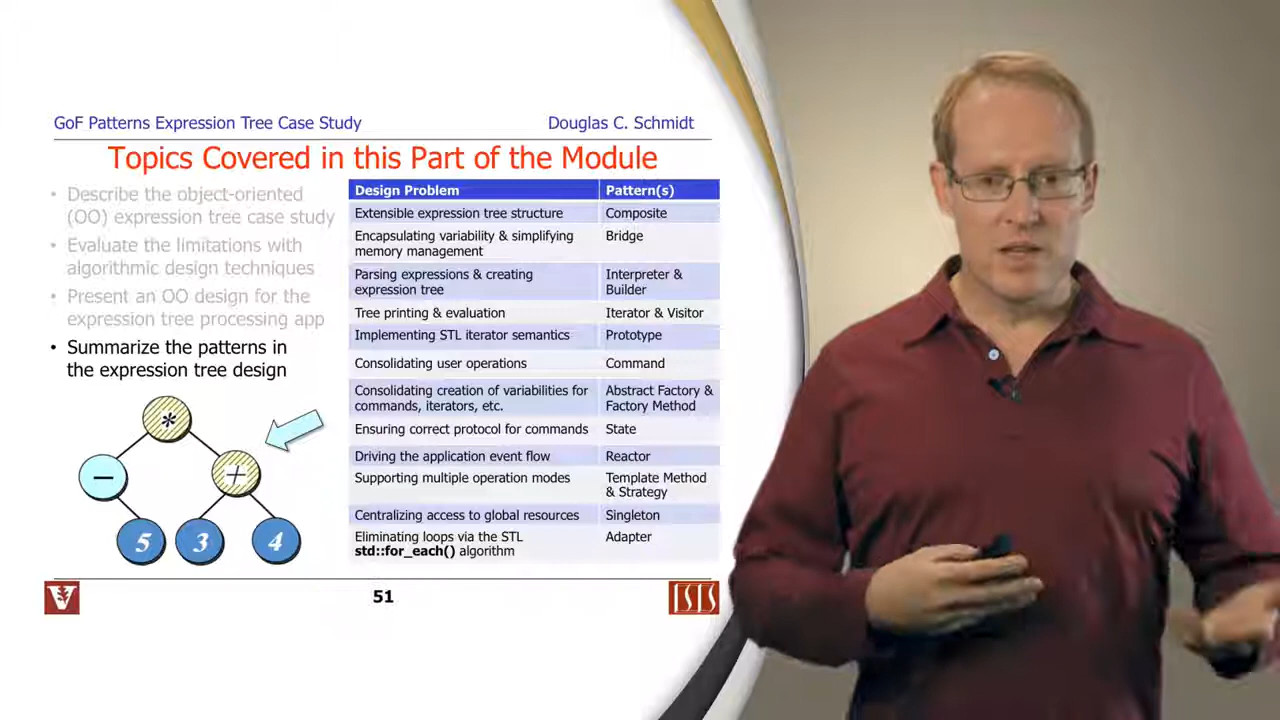 GoF Patterns Expression Tree Case Study Douglas C. Schmidt
Topics Covered in this Part of the Module
• Describe the object-oriented
(OO) expression tree case study
• Evaluate the limitations with
algorithmic design techniques
• Present an OO design for the
expression tree processing app
• Summarize the patterns in
the expression tree design
*
−
+
5 3 4
Design Problem Pattern(s)
Extensible expression tree structure Composite
Encapsulating variability & simplifying Bridge
memory management
Parsing expressions & creating Interpreter &
expression tree Builder
Tree printing & evaluation Iterator & Visitor
Implementing STL iterator semantics Prototype
Consolidating user operations Command
Consolidating creation of variabilities for Abstract Factory &
commands, iterators, etc. Factory Method
Ensuring correct protocol for commands State
Driving the application event flow Reactor
Supporting multiple operation modes Template Method
& Strategy
Centralizing access to global resources Singleton
Eliminating loops via the STL Adapter
std::for_each() algorithm
V 51 ISIS